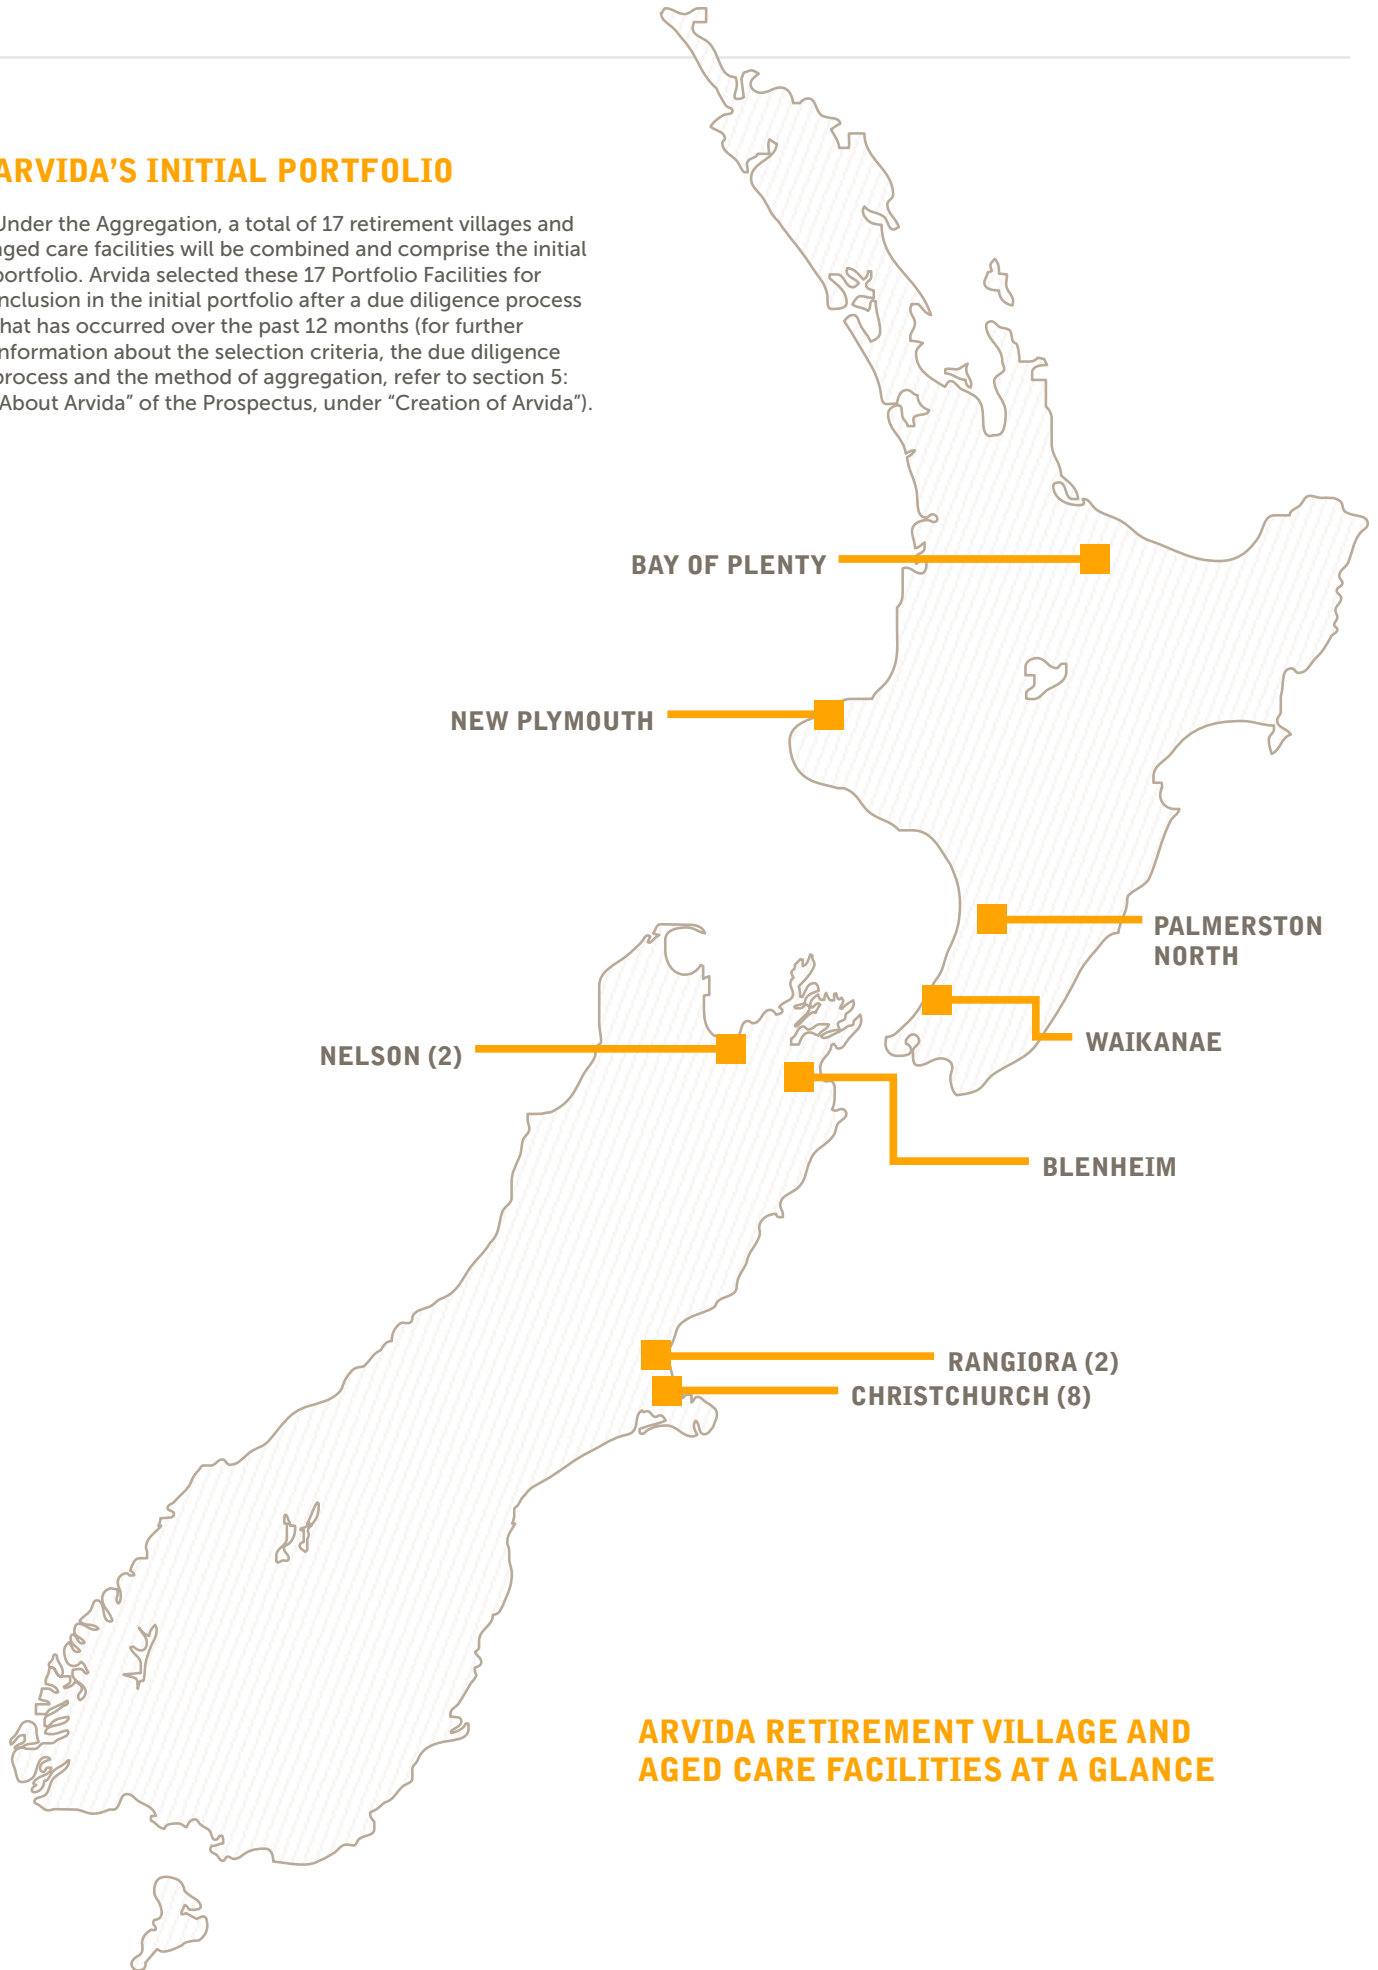 ARVIDA'S INITIAL PORTFOLIO
Under the Aggregation, a total of 17 retirement villages and
aged care facilities will be combined and comprise the initial
portfolio. Arvida selected these 17 Portfolio Facilities for
inclusion in the initial portfolio after a due diligence process
that has occurred over the past 12 months (for further
information about the selection criteria, the due diligence
process and the method of aggregation, refer to section 5:
“About Arvida” of the Prospectus, under “Creation of Arvida”).
BAY OF PLENTY
NEW PLYMOUTH
PALMERSTON
NORTH
WAIKANAE
NELSON (2)
BLENHEIM
RANGIORA (2)
CHRISTCHURCH (8)
ARVIDA RETIREMENT VILLAGE AND
AGED CARE FACILITIES AT A GLANCE